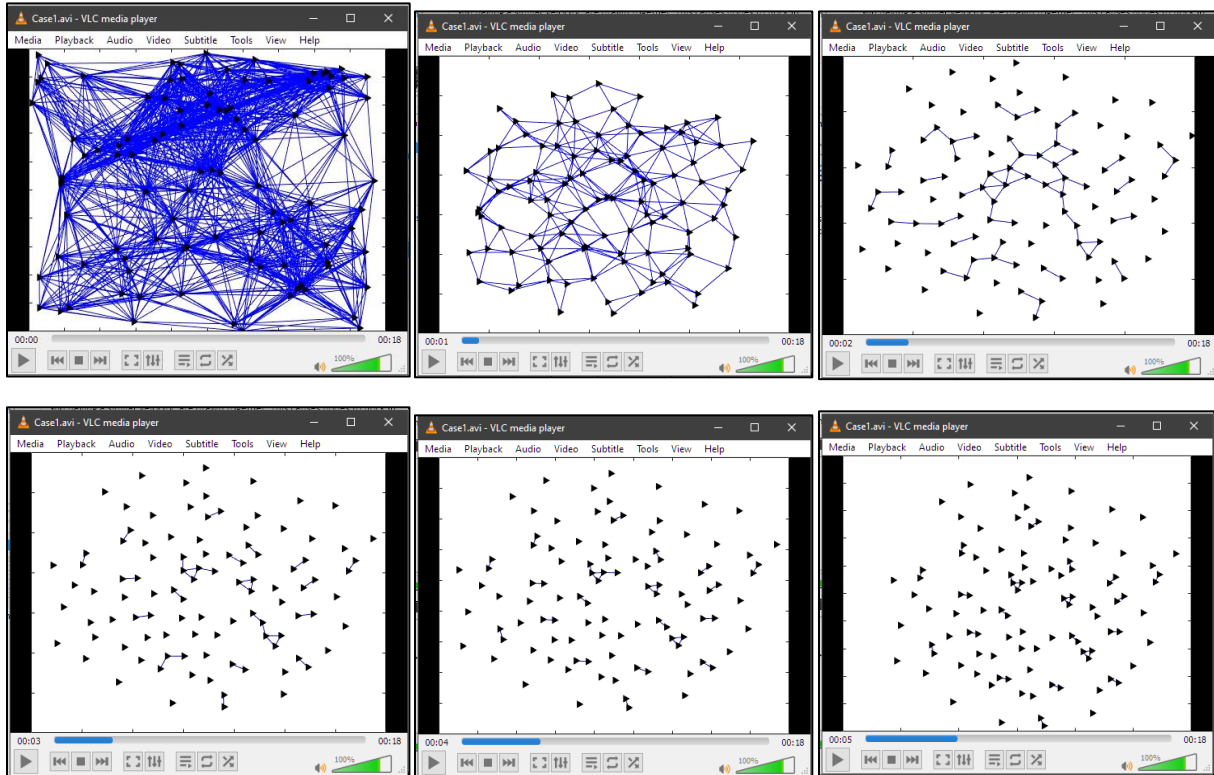 Case1.avi - VLC media player
Media Playback Audio Video Subtitle Tools View Help
00:00 00:18
100%
Case1.avi - VLC media player
Media Playback Audio Video Subtitle Tools View Help
00:01 00:18
100%
Case1.avi - VLC media player
Media Playback Audio Video Subtitle Tools View Help
00:02 00:18
100%
Case1.avi - VLC media player
Media Playback Audio Video Subtitle Tools View Help
00:03 00:18
100%
Case1.avi - VLC media player
Media Playback Audio Video Subtitle Tools View Help
00:04 00:18
100%
Case1.avi - VLC media player
Media Playback Audio Video Subtitle Tools View Help
00:05 00:18
100%